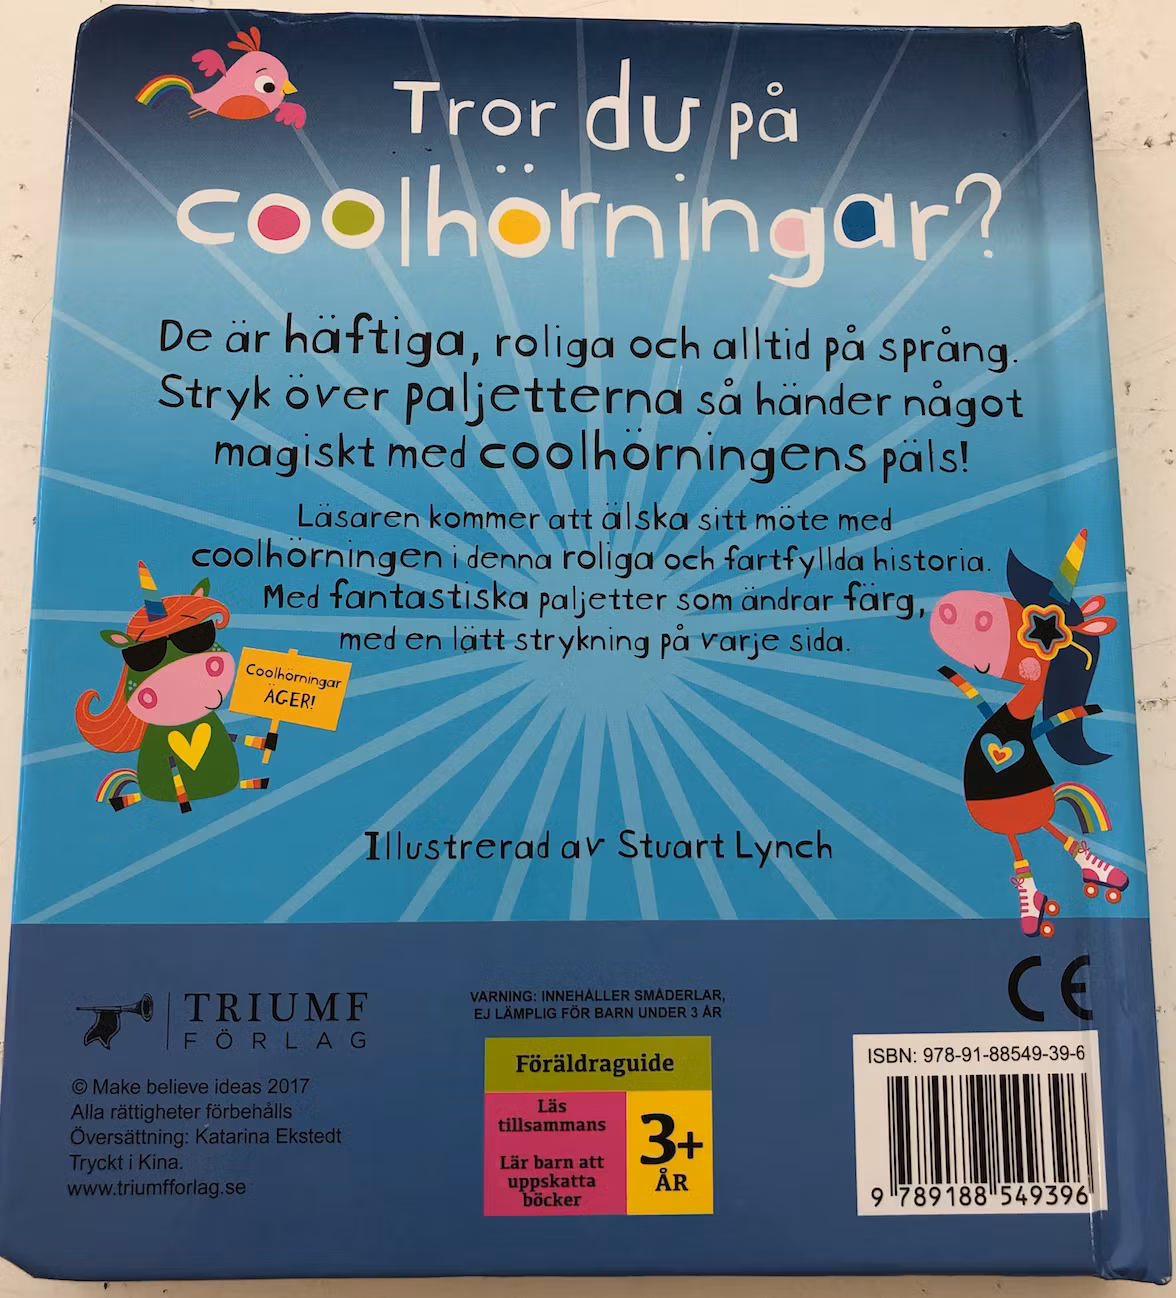 Tror du på
coolhörningar?
De är häftiga, roliga och alltid på språng.
Stryk över paljetterna så händer något
magiskt med coolhörningens päls!
Läsaren kommer att älska sitt möte med
coolhörningen i denna roliga och fartfyllda historia.
Med fantastiska paljetter som ändrar färg,
med en lätt strykning på varje sida.
Coolhörningar
ÄGER!
Illustrerad av Stuart Lynch
TRIUMF
FÖRLAG
© Make believe ideas 2017
Alla rättigheter förbehålls
Översättning: Katarina Ekstedt
Tryckt i Kina.
www.triumfforlag.se
VARNING: INNEHÅLLER SMÅDERLAR,
EJ LÄMPLIG FÖR BARN UNDER 3 ÅR
Föräldraguide
Läs
tillsammans
Lär barn att
uppskatta
böcker
3+
ÅR
CE
ISBN: 978-91-88549-39-6
9 789188 549396